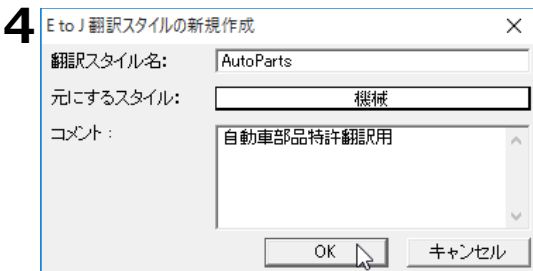 4
E to J 翻訳スタイルの新規作成
翻訳スタイル名: AutoParts
元にするスタイル: 機械
コメント : 自動車部品特許翻訳用
OK キャンセル